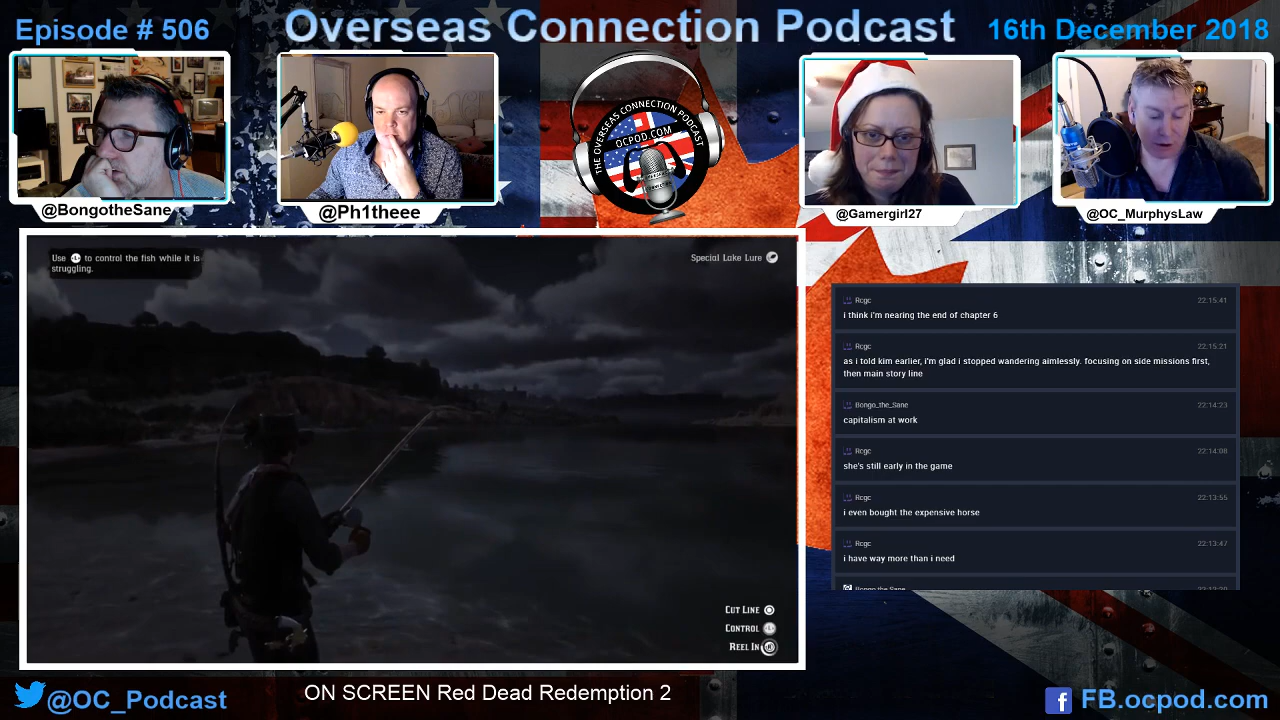 Episode # 506
Overseas Connection Podcast
16th December 2018
@BongotheSane
@Ph1theee
THE OVERSEAS CONNECTION PODCAST
OCPOD.COM
@Gamergirl27
@OC_MurphysLaw
Use to control the fish while it is
struggling.
Special Lake Lure
CUT LINE
CONTROL
REEL IN
Rcgc 22:15:41
i think i'm nearing the end of chapter 6
Rcgc 22:15:21
as i told kim earlier, i'm glad i stopped wandering aimlessly. focusing on side missions first,
then main story line
Bongo_the_Sane 22:14:23
capitalism at work
Rcgc 22:14:08
she's still early in the game
Rcgc 22:13:55
i even bought the expensive horse
Rcgc 22:13:47
i have way more than i need
Bongo_the_Sane
@OC_Podcast
ON SCREEN Red Dead Redemption 2
FB.ocpod.com